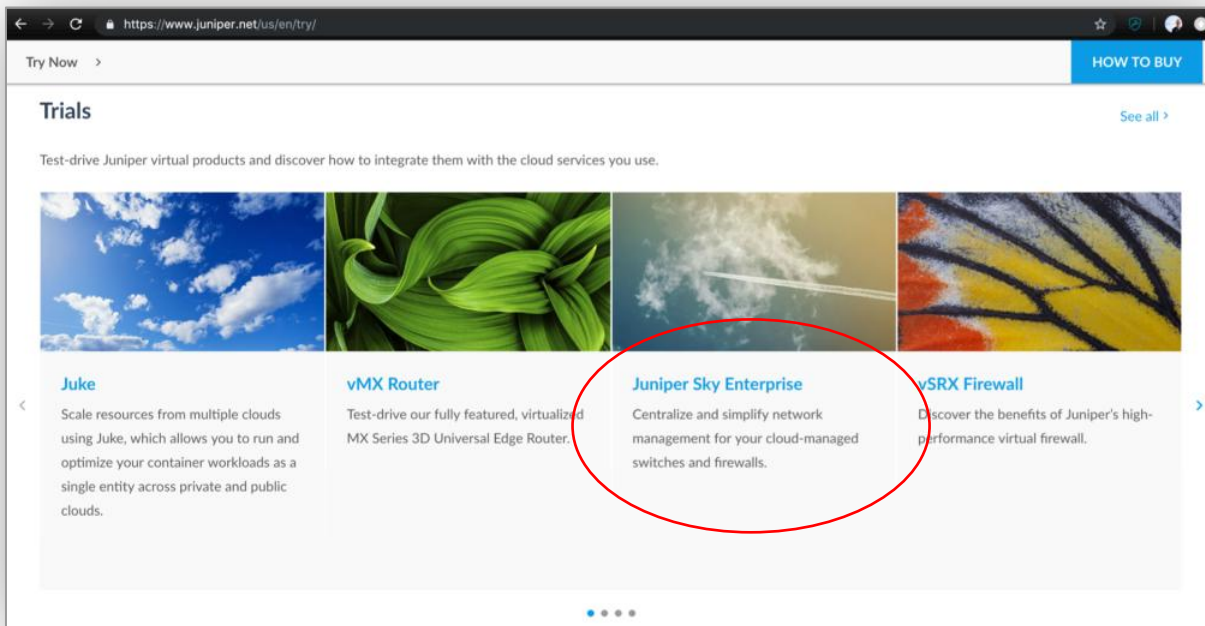 https://www.juniper.net/us/en/try/
Try Now >
HOW TO BUY
Trials
See all >
Test-drive Juniper virtual products and discover how to integrate them with the cloud services you use.
Juke
Scale resources from multiple clouds
using Juke, which allows you to run and
optimize your container workloads as a
single entity across private and public
clouds.
vMX Router
Test-drive our fully featured, virtualized
MX Series 3D Universal Edge Router.
Juniper Sky Enterprise
Centralize and simplify network
management for your cloud-managed
switches and firewalls.
vSRX Firewall
Discover the benefits of Juniper's high-
performance virtual firewall.